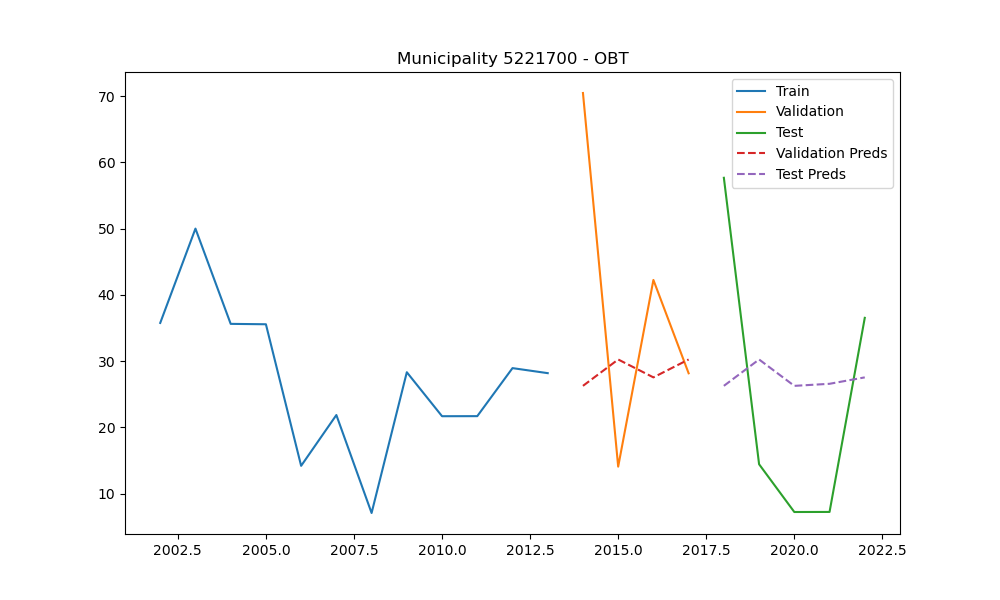 Municipality 5221700 - OBT
Train
Validation
Test
Validation Preds
Test Preds
70
60
50
40
30
20
10
2002.5 2005.0 2007.5 2010.0 2012.5 2015.0 2017.5 2020.0 2022.5